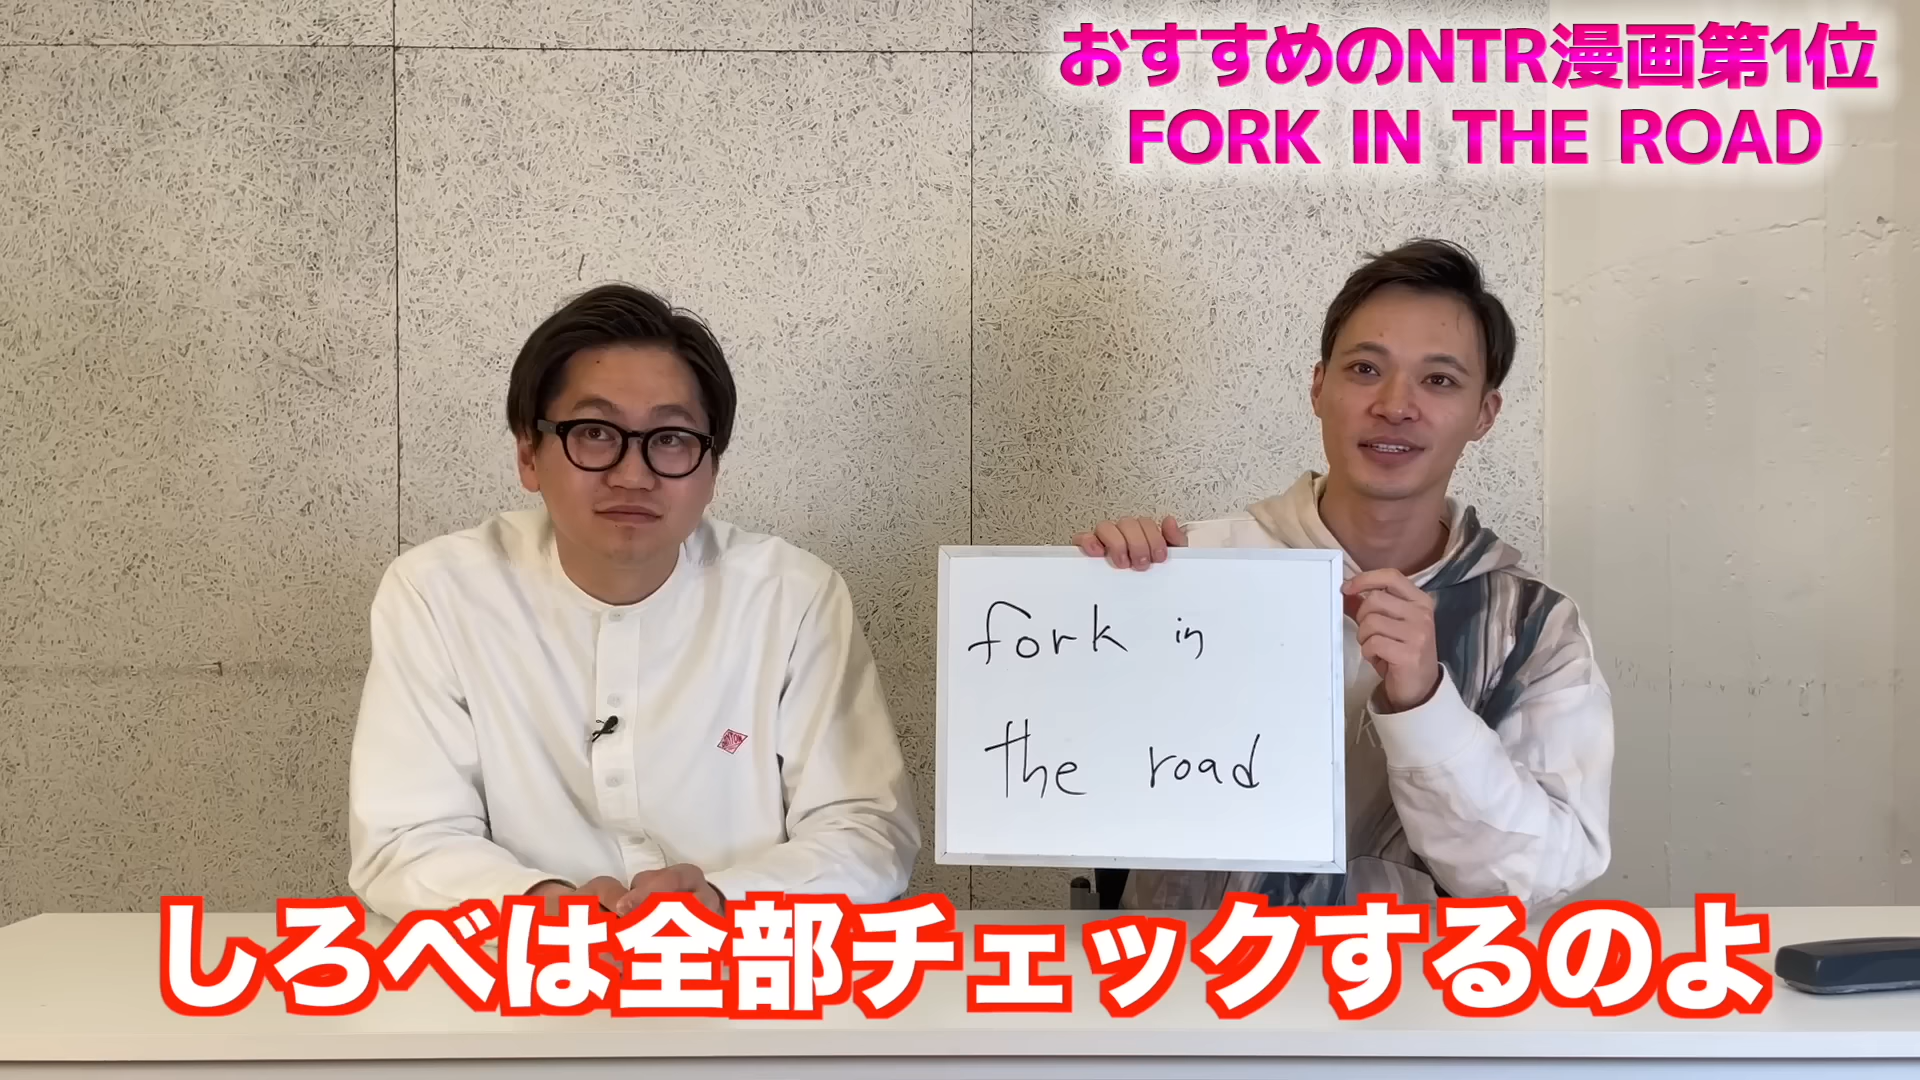 おすすめのNTR漫画第1位
FORK IN THE ROAD
fork in
the road
しろべは全部チェックするのよ